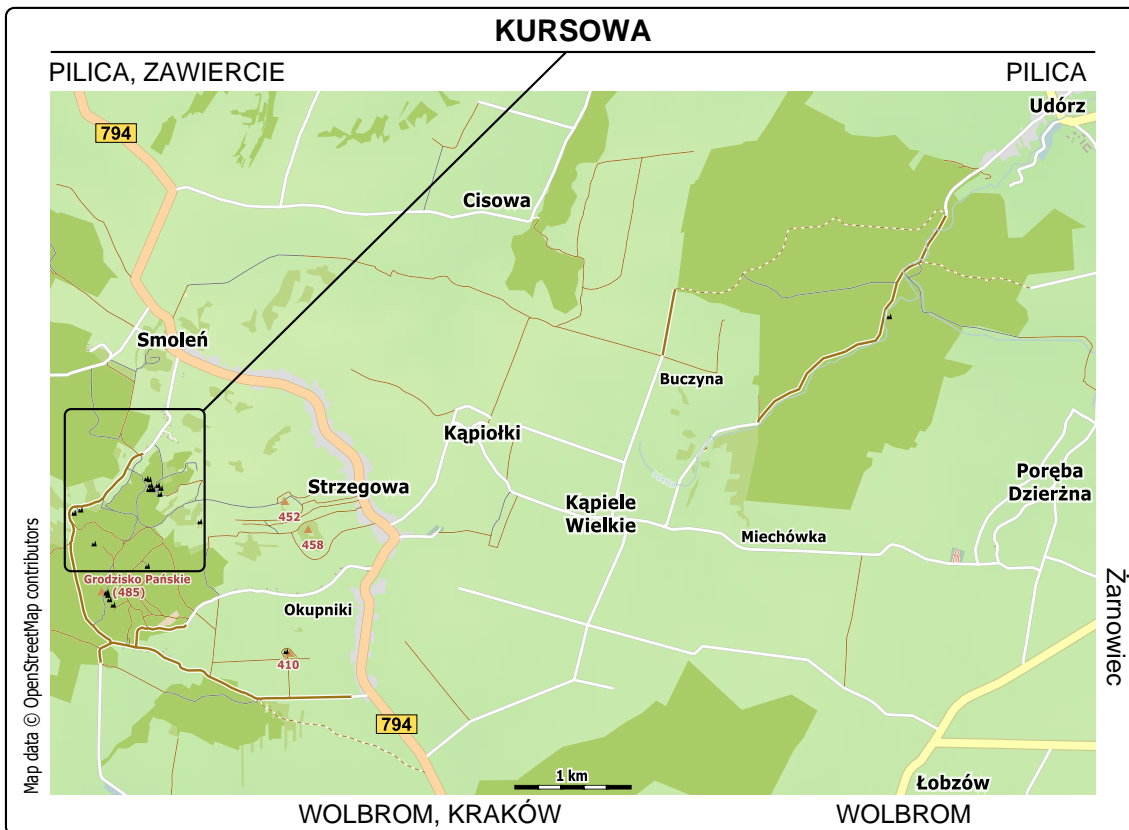 KURSOWA
PILICA, ZAWIERCIE
PILICA
Udórz
794
Cisowa
Smoleń
Buczyna
Kąpiołki
Strzegowa
Poręba
Dzierżna
Kąpiele
Wielkie
452
458
Miechówka
Grodzisko Pańskie
(485)
Okupniki
410
Żarnowiec
794
1 km
Łobzów
Map data © OpenStreetMap contributors
WOLBROM, KRAKÓW
WOLBROM